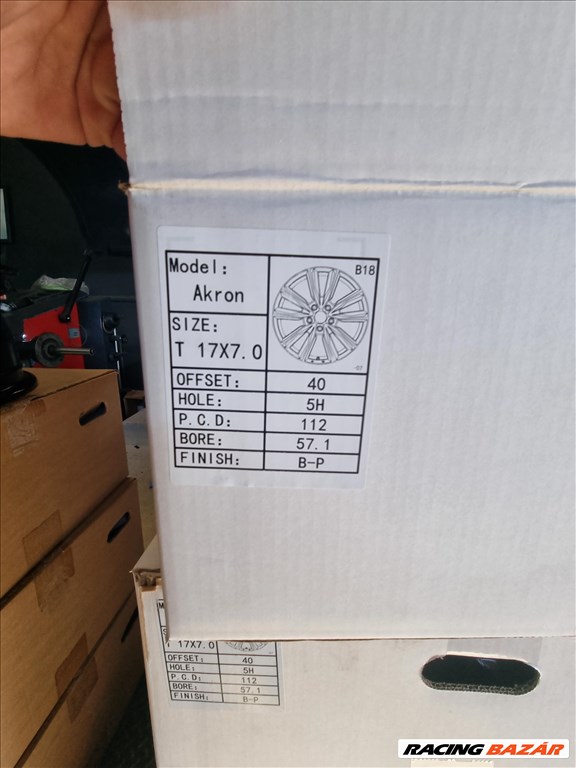 Model:
Akron
B18
SIZE:
T 17X7.0
OFFSET: 40
HOLE: 5H
P.C.D: 112
BORE: 57.1
FINISH: B-P
T 17X7.0
OFFSET: 40
HOLE: 5H
P.C.D: 112
BORE: 57.1
FINISH: B-P
RACING BAZÁR